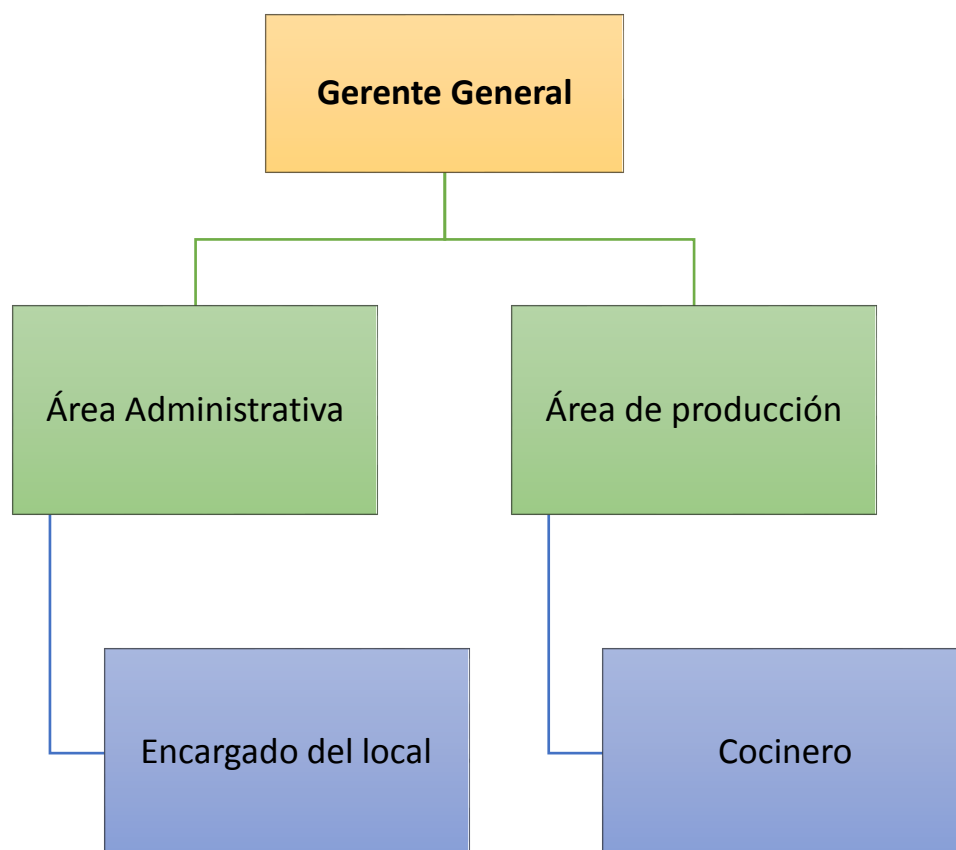 Gerente General
Área Administrativa
Área de producción
Encargado del local
Cocinero